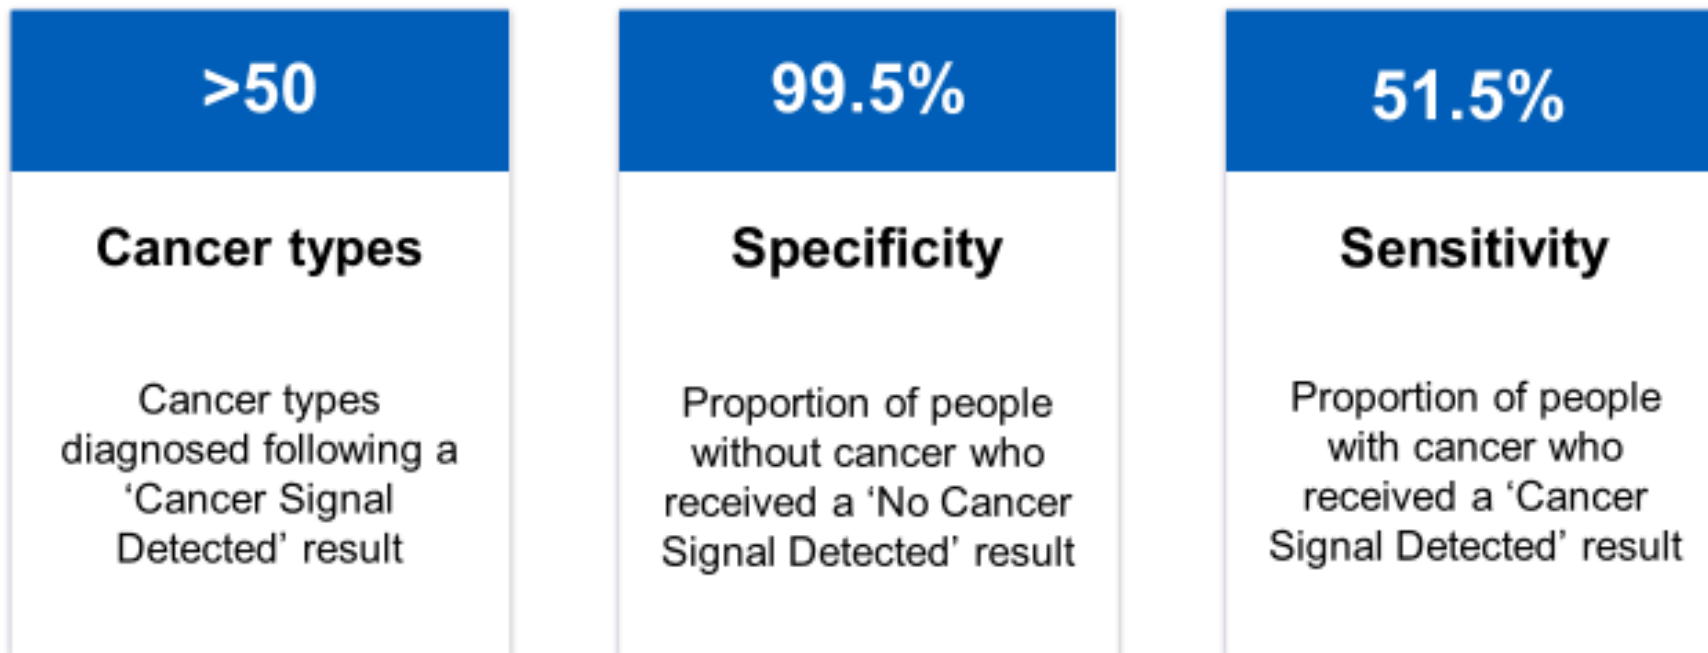 >50
Cancer types
Cancer types
diagnosed following a
‘Cancer Signal
Detected’ result
99.5%
Specificity
Proportion of people
without cancer who
received a ‘No Cancer
Signal Detected’ result
51.5%
Sensitivity
Proportion of people
with cancer who
received a ‘Cancer
Signal Detected’ result